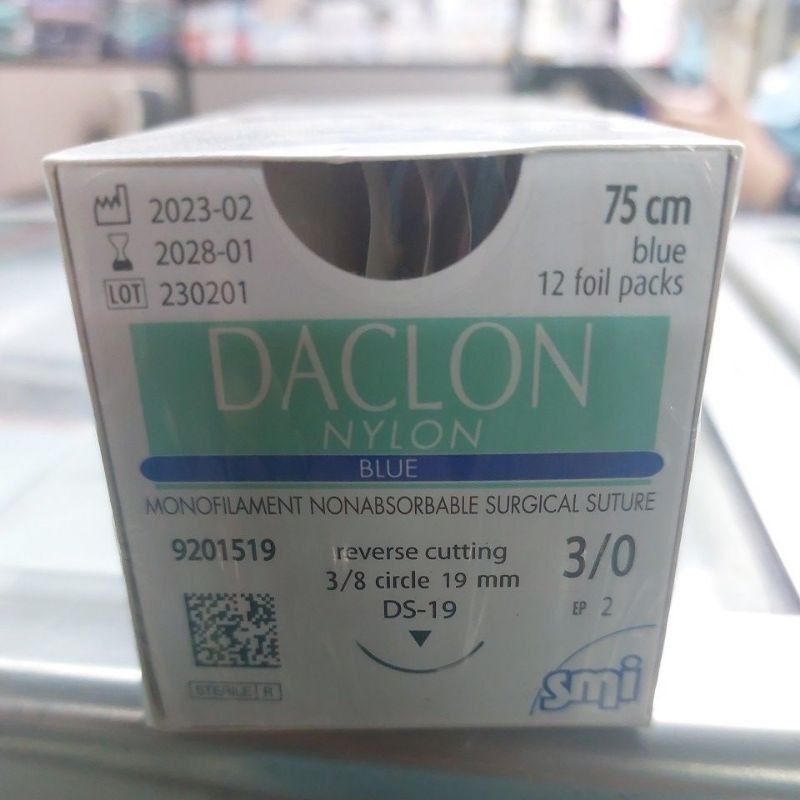 2023-02
2028-01
LOT 230201
75 cm
blue
12 foil packs
DACLON
NYLON
BLUE
MONOFILAMENT NONABSORBABLE SURGICAL SUTURE
9201519
reverse cutting
3/8 circle 19 mm
DS-19
3/0
EP 2
STERILE R
smi